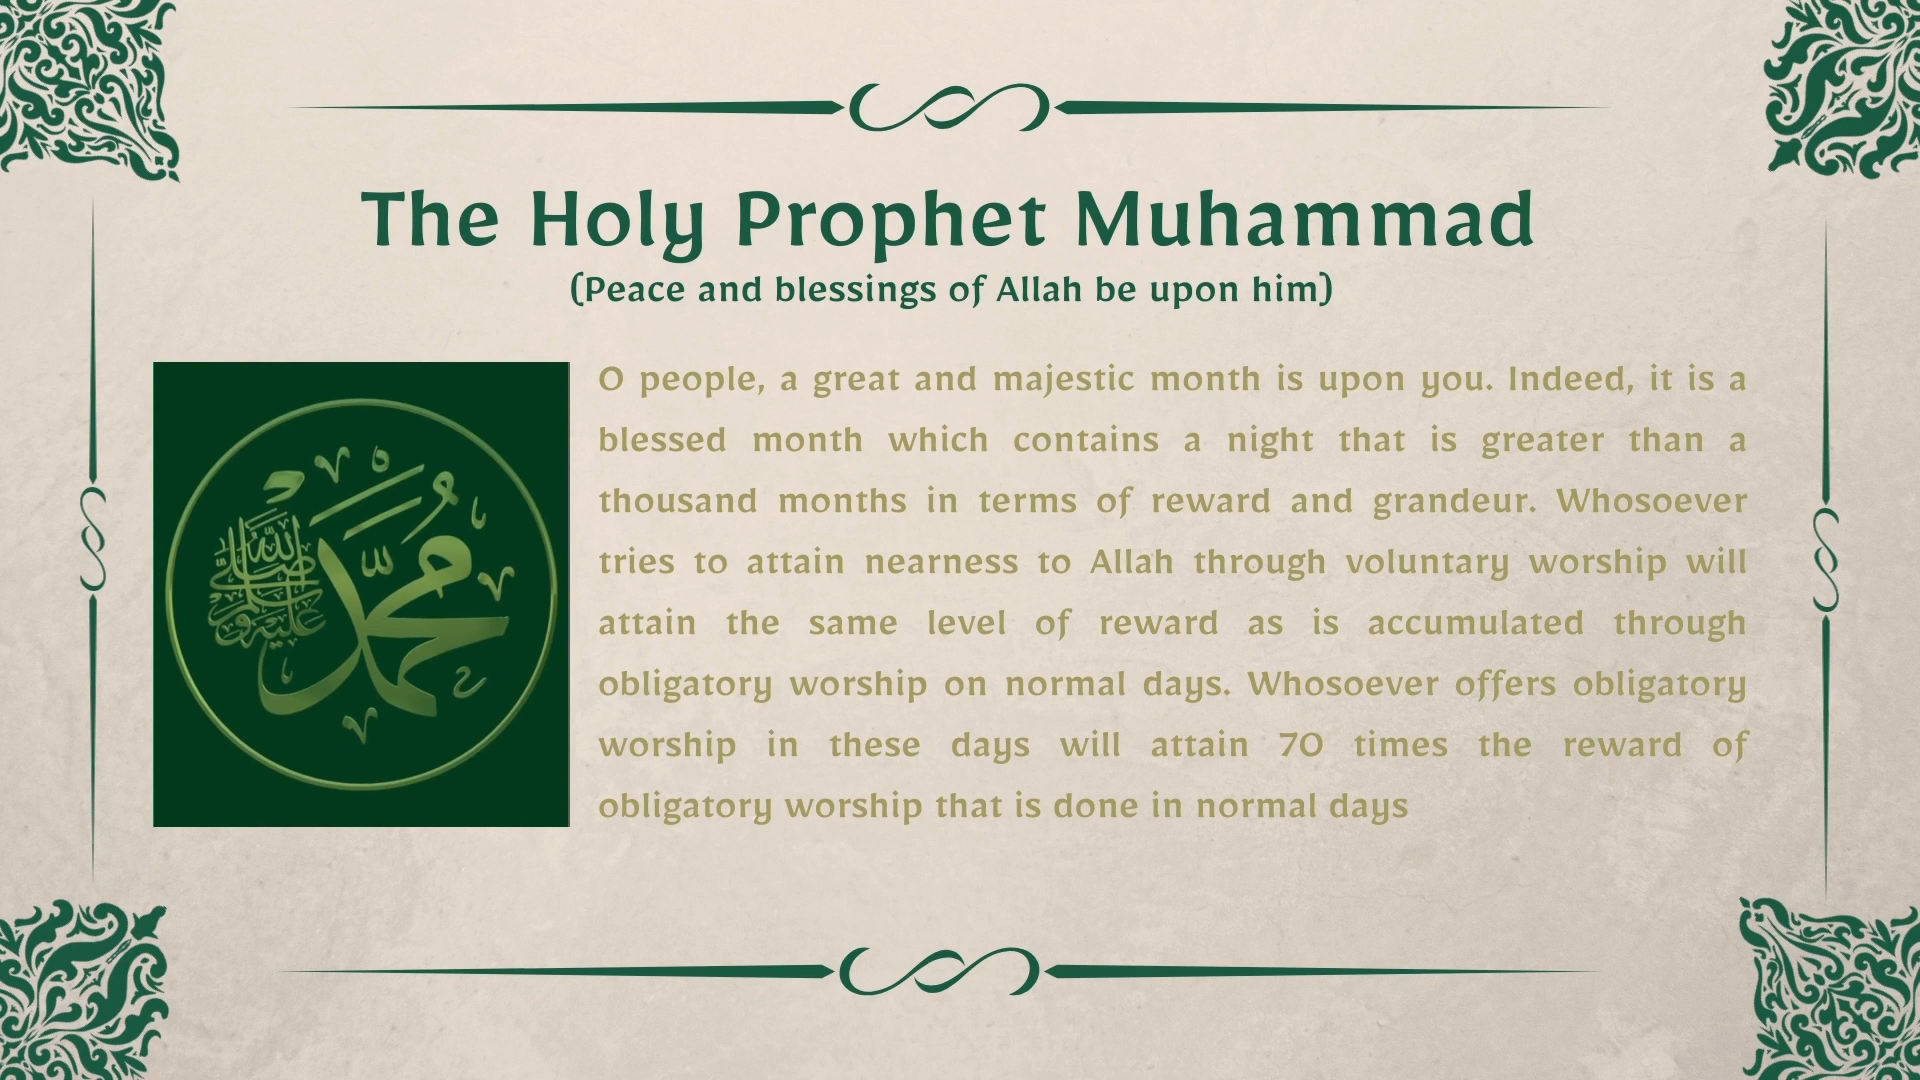 The Holy Prophet Muhammad
(Peace and blessings of Allah be upon him)
محمد
صلى الله عليه وسلم
O people, a great and majestic month is upon you. Indeed, it is a
blessed month which contains a night that is greater than a
thousand months in terms of reward and grandeur. Whosoever
tries to attain nearness to Allah through voluntary worship will
attain the same level of reward as is accumulated through
obligatory worship on normal days. Whosoever offers obligatory
worship in these days will attain 70 times the reward of
obligatory worship that is done in normal days